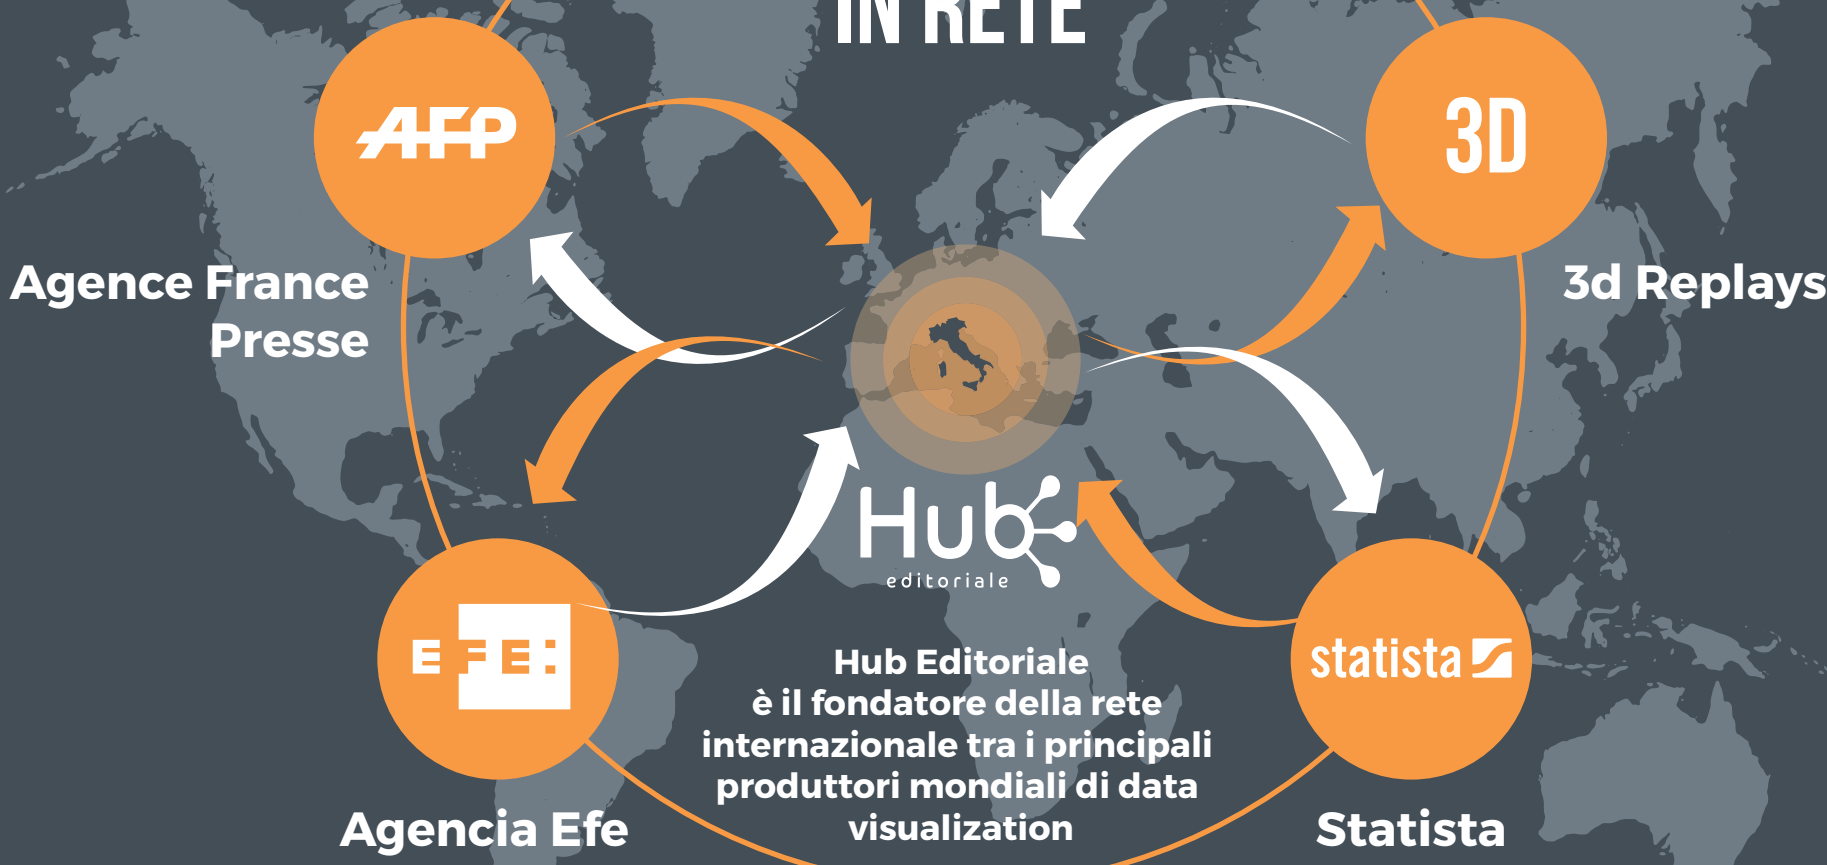 IN RETE
AFP
3D
Agence France
Presse
3d Replays
Hub
editoriale
EFE:
statista
Hub Editoriale
è il fondatore della rete
internazionale tra i principali
produttori mondiali di data
visualization
Agencia Efe
Statista